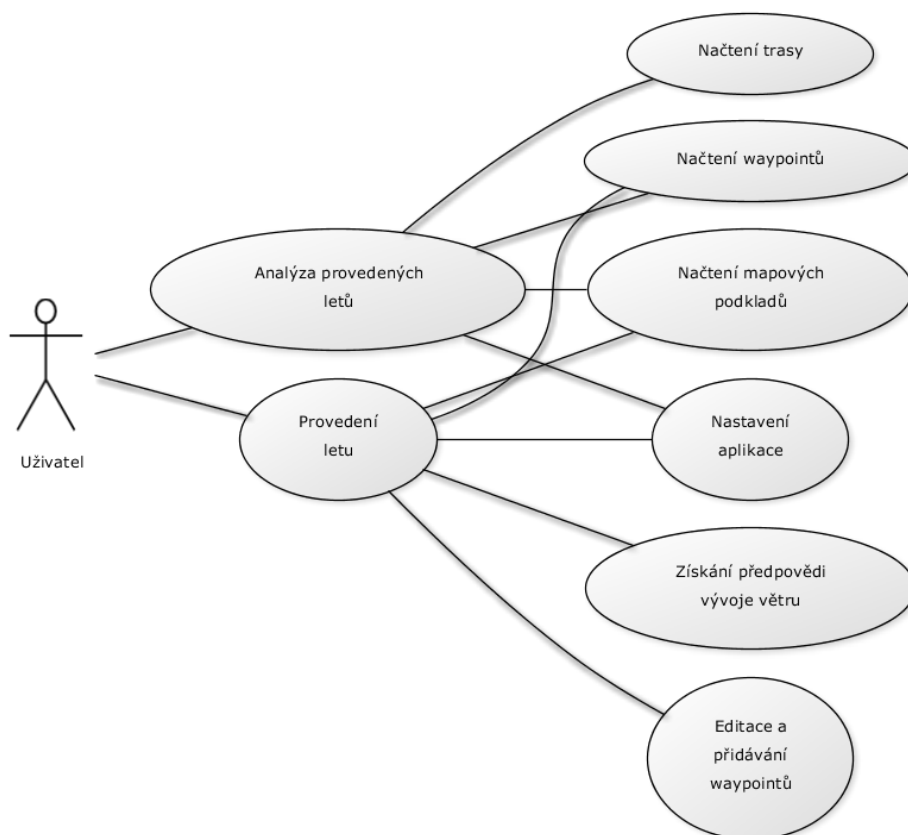 Načtení trasy
Načtení waypointů
Analýza provedených
letů
Načtení mapových
podkladů
Uživatel
Provedení
letu
Nastavení
aplikace
Získání předpovědi
vývoje větru
Editace a
přidávání
waypointů